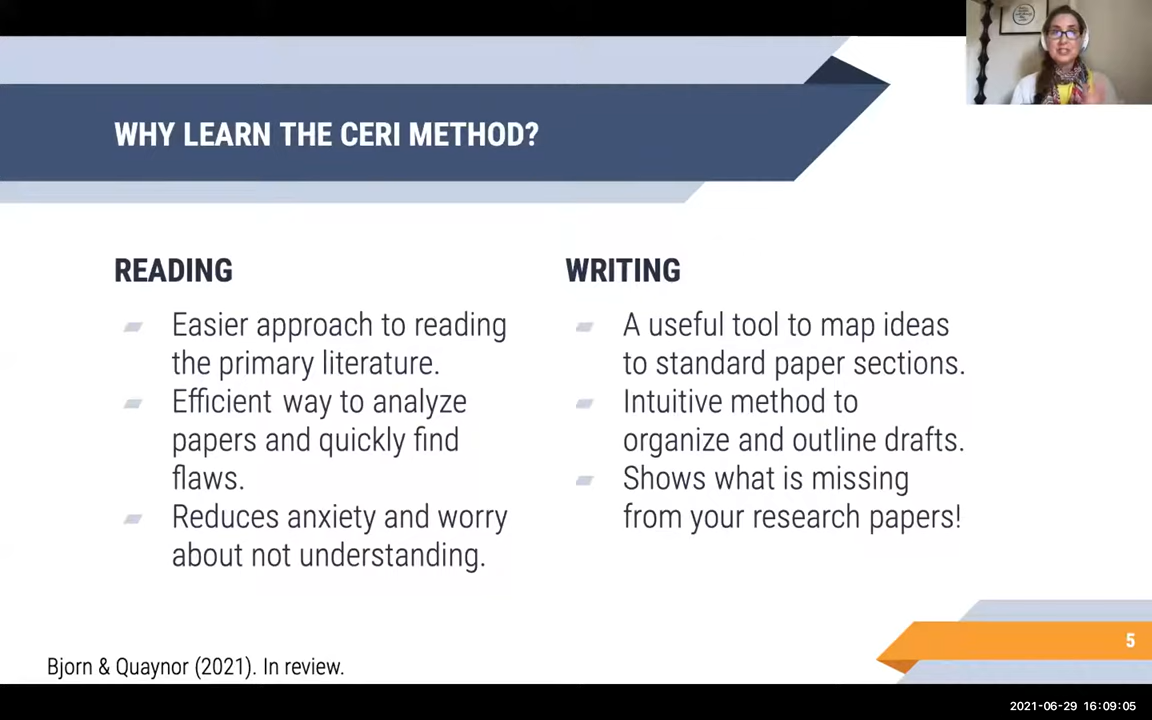 WHY LEARN THE CERI METHOD?
READING
Easier approach to reading
the primary literature.
Efficient way to analyze
papers and quickly find
flaws.
Reduces anxiety and worry
about not understanding.
WRITING
A useful tool to map ideas
to standard paper sections.
Intuitive method to
organize and outline drafts.
Shows what is missing
from your research papers!
5
Bjorn & Quaynor (2021). In review.
2021-06-29 16:09:05